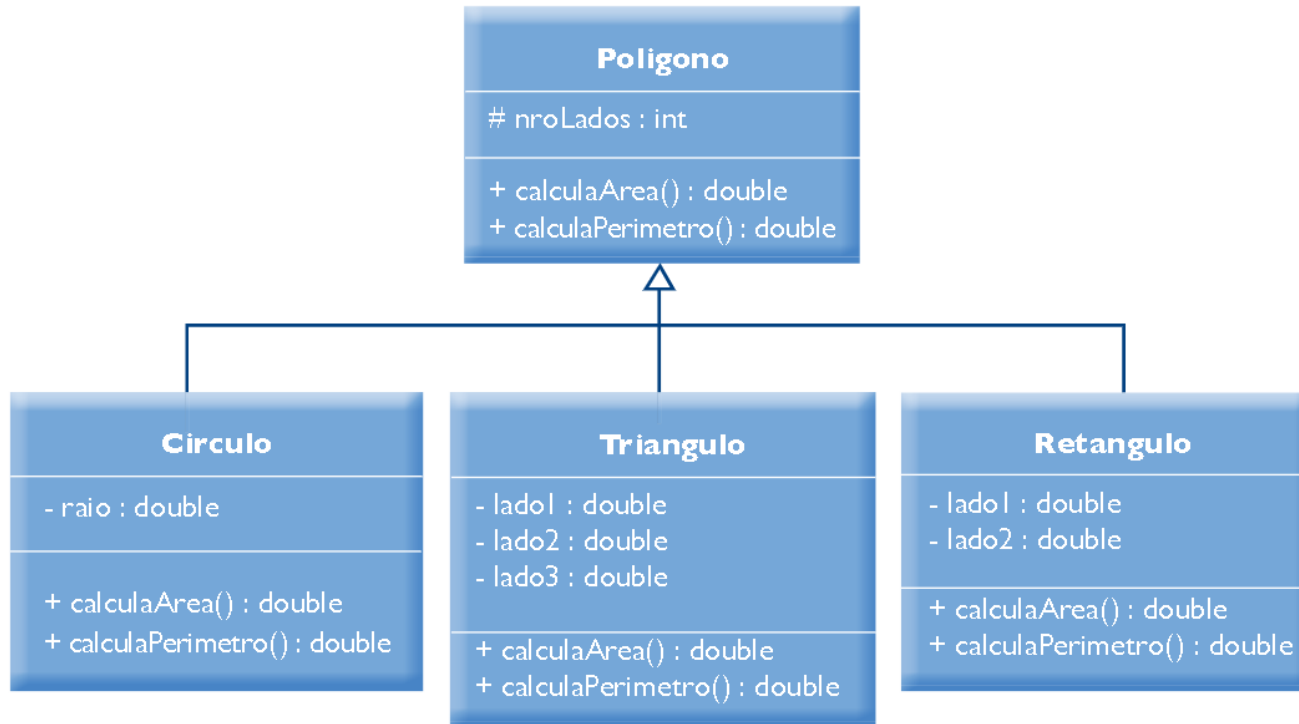 Poligono
# nroLados : int
+ calculaArea() : double
+ calculaPerimetro() : double
Circulo
- raio : double
+ calculaArea() : double
+ calculaPerimetro() : double
Triangulo
- lado1 : double
- lado2 : double
- lado3 : double
+ calculaArea() : double
+ calculaPerimetro() : double
Retangulo
- lado1 : double
- lado2 : double
+ calculaArea() : double
+ calculaPerimetro() : double